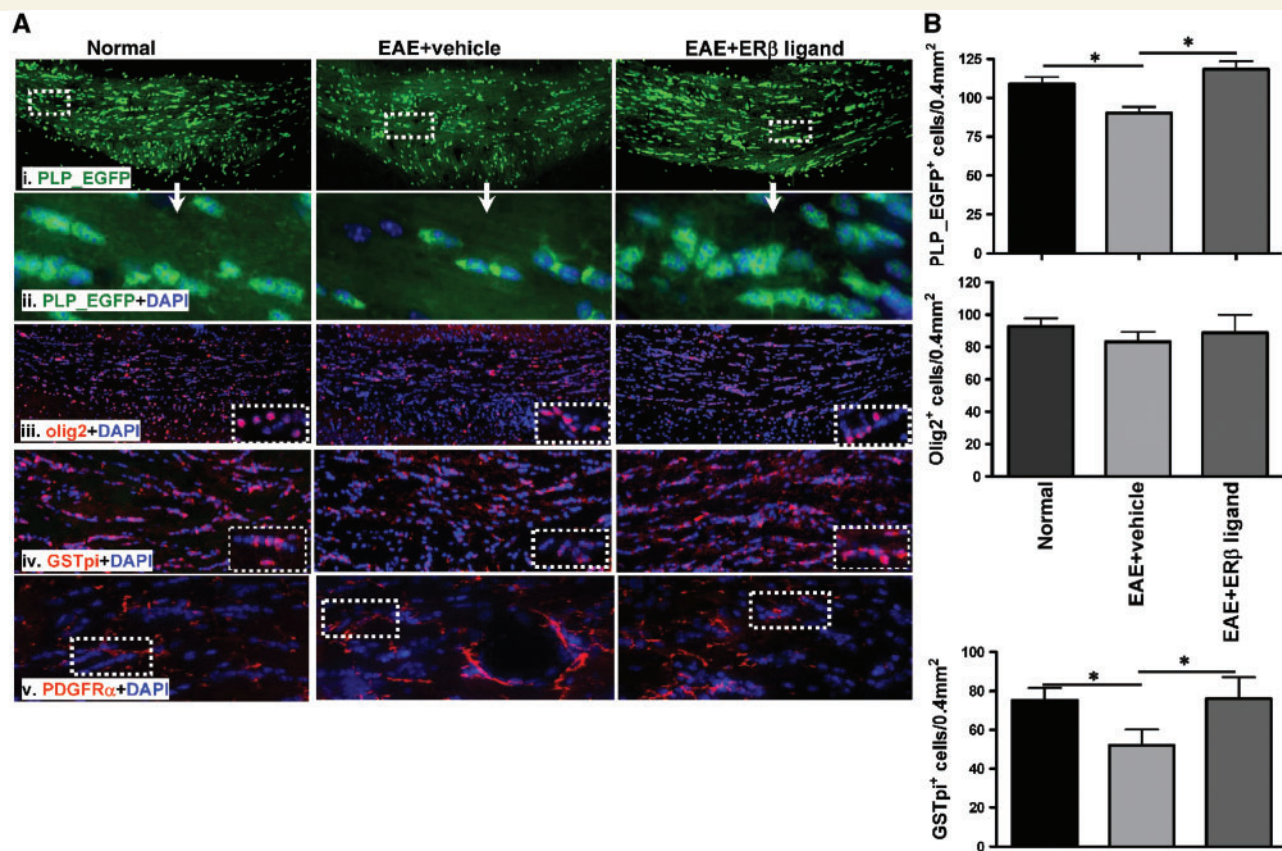 A
Normal
EAE+vehicle
EAE+ERβ ligand
i. PLP_EGFP
ii. PLP_EGFP+DAPI
iii. olig2+DAPI
iv. GSTpi+DAPI
v. PDGFRα+DAPI
B
PLP_EGFP⁺ cells/0.4mm²
125
100
75
50
25
0
*
*
Olig2⁺ cells/0.4mm²
120
100
80
60
40
20
0
Normal
EAE+vehicle
EAE+ERβ ligand
GSTpi⁺ cells/0.4mm²
100
80
60
40
20
0
*
*